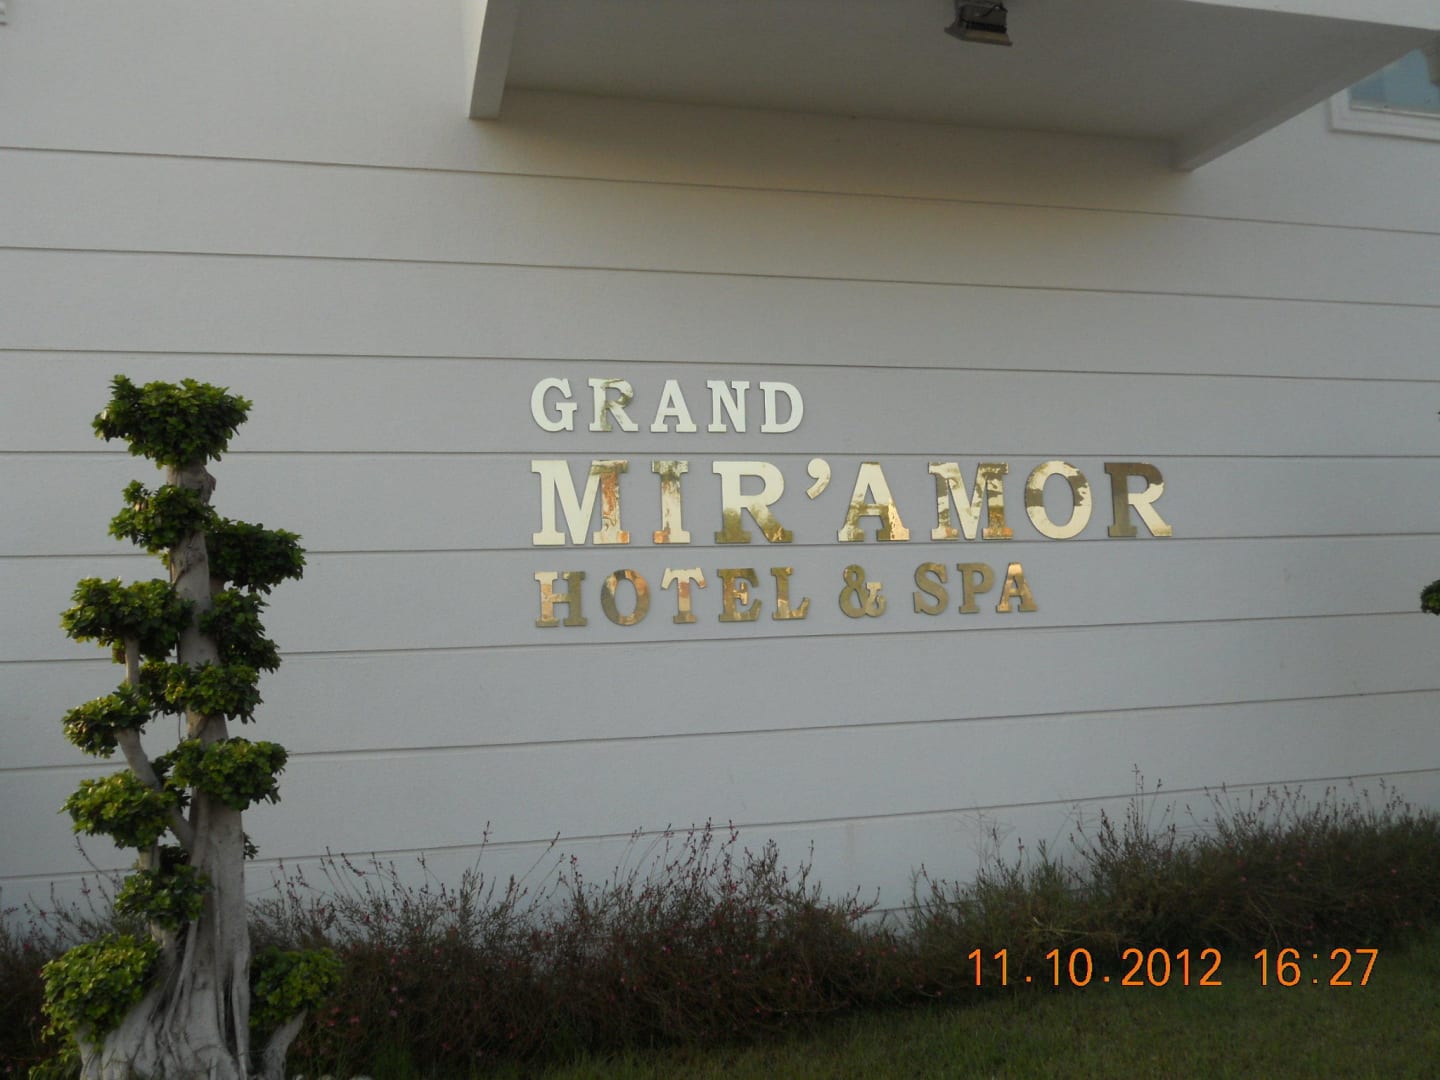 GRAND
MIR’AMOR
HOTEL & SPA
11.10.2012 16:27